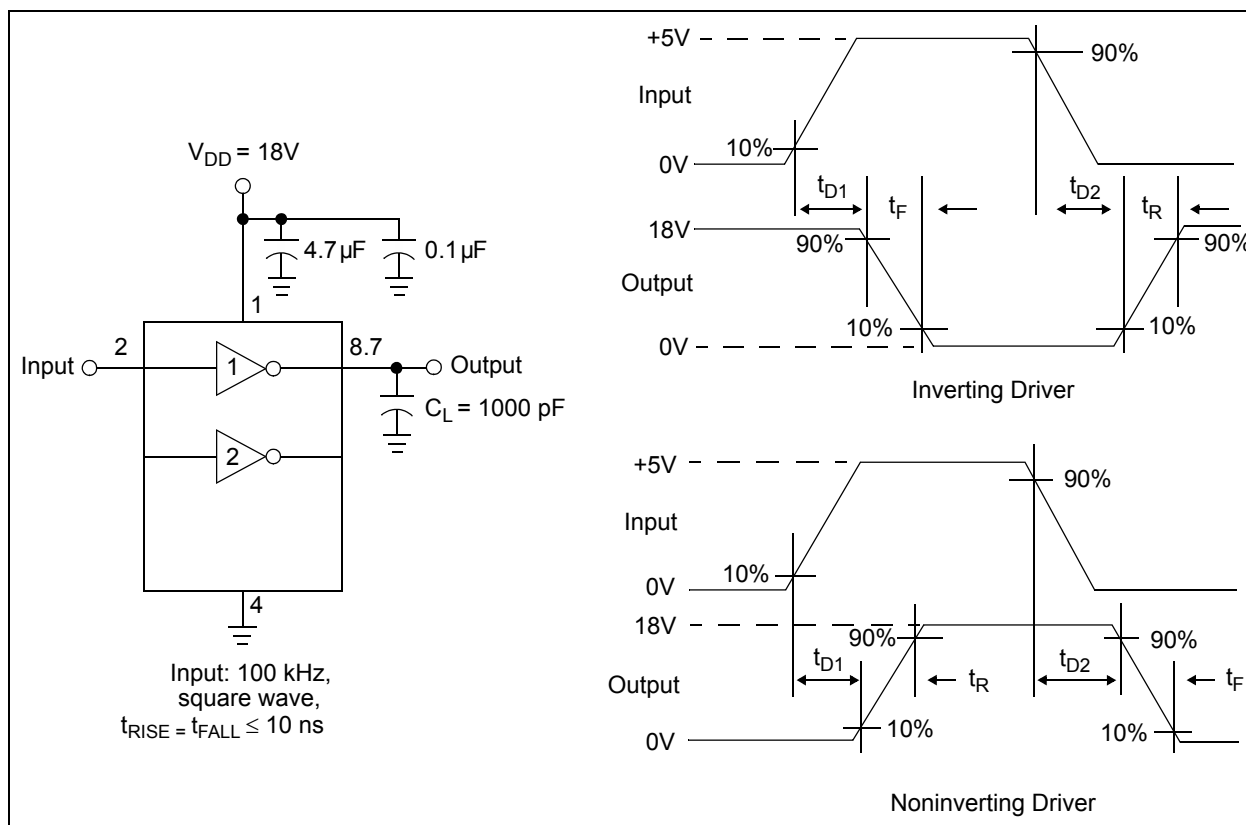 V_DD = 18V
4.7 µF
0.1 µF
1
2
8.7
Input
1
Output
C_L = 1000 pF
2
4
Input: 100 kHz,
square wave,
t_RISE = t_FALL ≤ 10 ns
+5V
90%
Input
10%
0V
t_D1
t_F
t_D2
t_R
18V
90%
90%
Output
10%
10%
0V
Inverting Driver
+5V
90%
Input
10%
0V
18V
90%
90%
t_D1
t_R
t_D2
t_F
Output
10%
10%
0V
Noninverting Driver